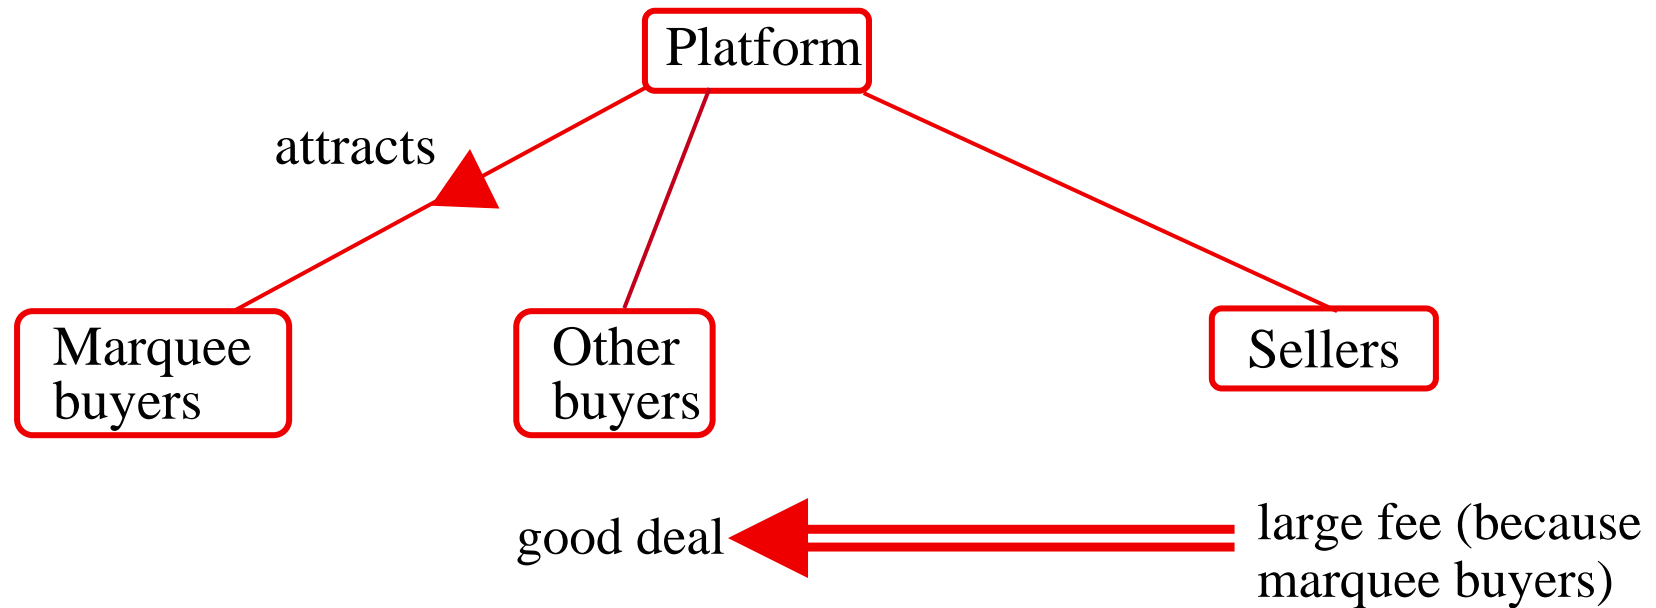 Platform
attracts
Marquee
buyers
Other
buyers
Sellers
good deal
large fee (because
marquee buyers)